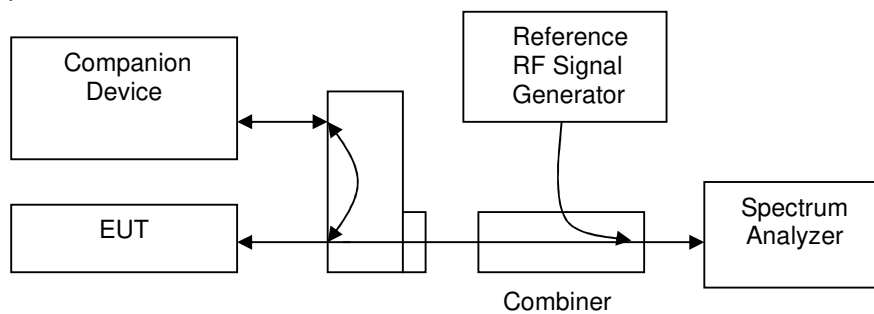 Companion
Device
Reference
RF Signal
Generator
EUT
Spectrum
Analyzer
Combiner